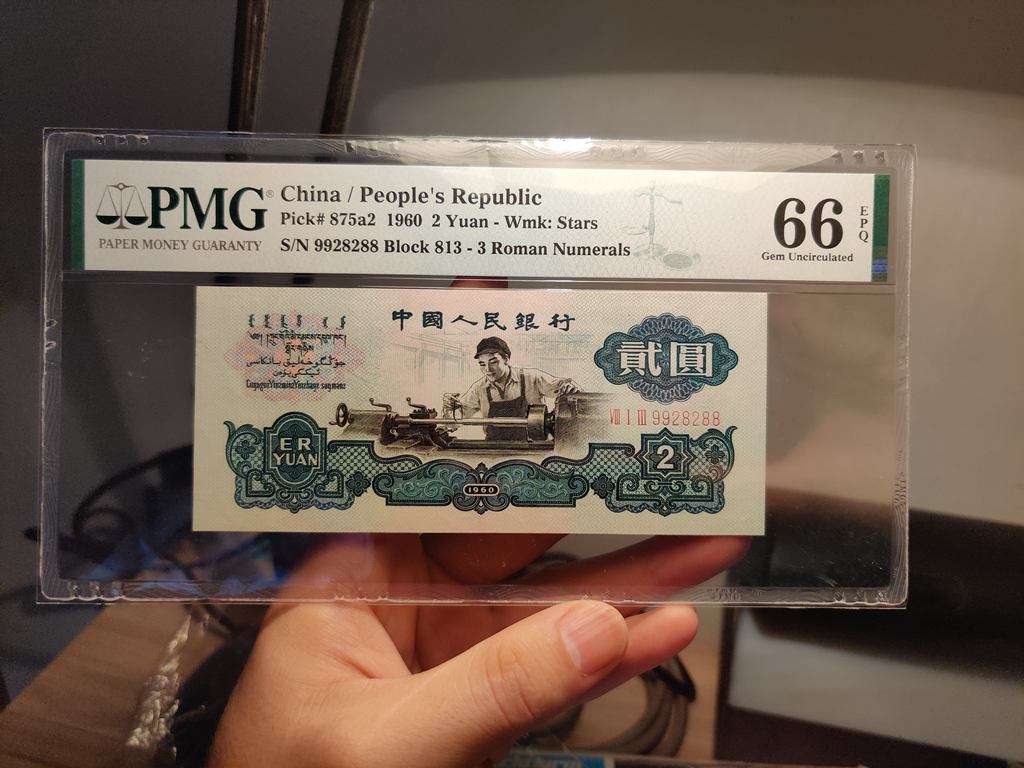 PMG®
PAPER MONEY GUARANTY
China / People's Republic
Pick# 875a2 1960 2 Yuan - Wmk: Stars
S/N 9928288 Block 813 - 3 Roman Numerals
66 EPQ
Gem Uncirculated
中國人民銀行
貳圓
VIII I III 9928288
ER
YUAN
2
1960